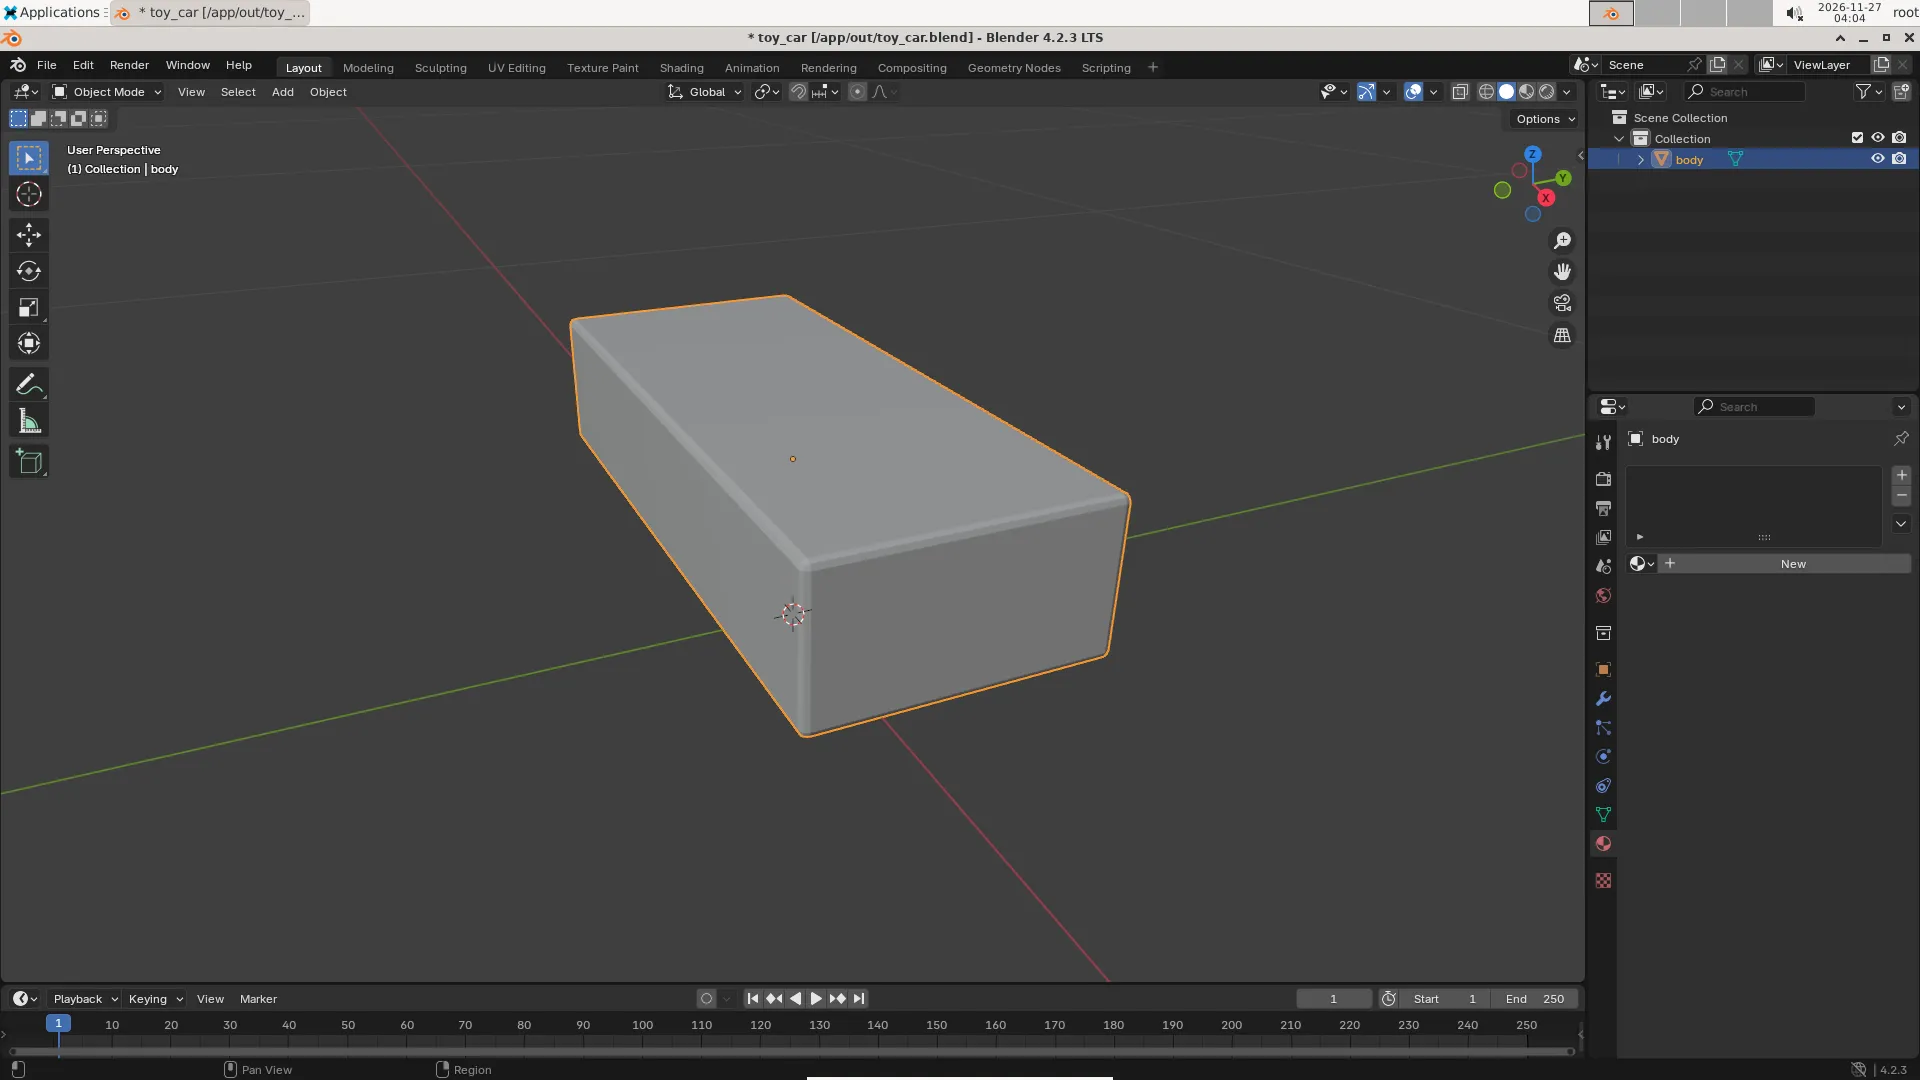 Applications
* toy_car [/app/out/toy_...
2026-11-27
04:04
root
* toy_car [/app/out/toy_car.blend] - Blender 4.2.3 LTS
File Edit Render Window Help
Layout Modeling Sculpting UV Editing Texture Paint Shading Animation Rendering Compositing Geometry Nodes Scripting +
Scene
ViewLayer
Object Mode View Select Add Object
Global
Search
Options
User Perspective
(1) Collection | body
Z
Y
X
Scene Collection
Collection
body
Search
body
New
Playback Keying View Marker
1
Start 1
End 250
1 10 20 30 40 50 60 70 80 90 100 110 120 130 140 150 160 170 180 190 200 210 220 230 240 250
Pan View
Region
4.2.3